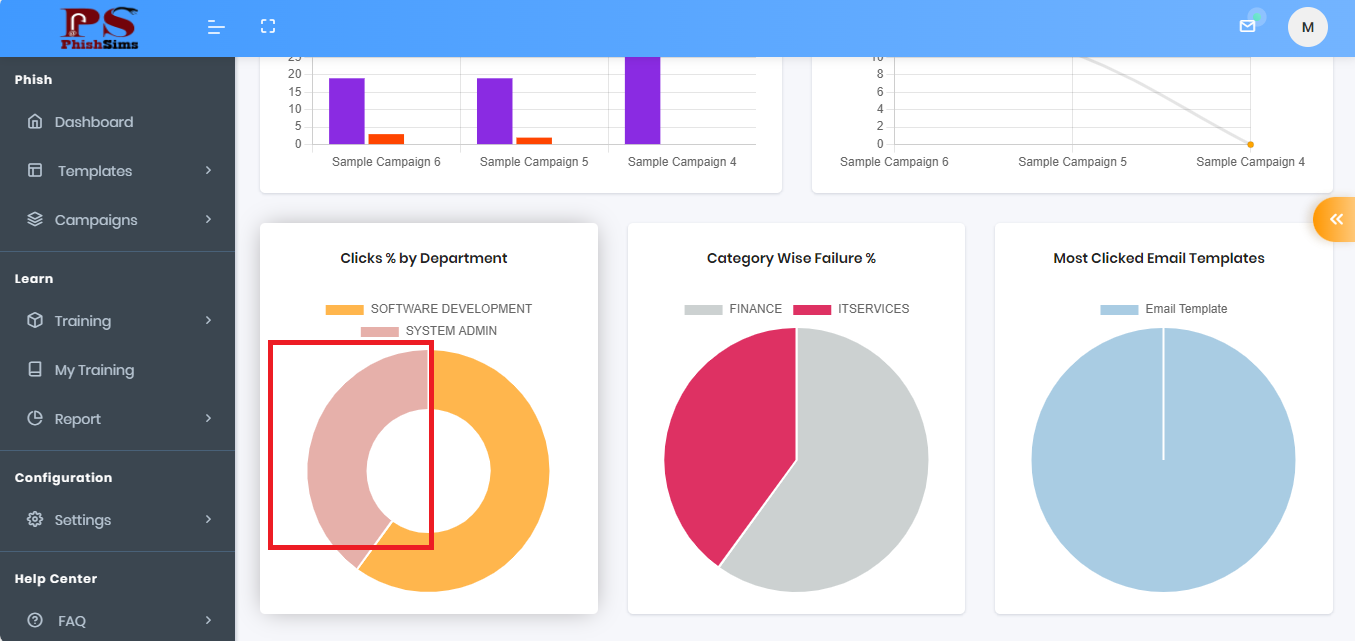 PS
PhishSims
M
Phish
Dashboard
Templates
Campaigns
Learn
Training
My Training
Report
Configuration
Settings
Help Center
FAQ
25
20
15
10
5
0
Sample Campaign 6 Sample Campaign 5 Sample Campaign 4
10
8
6
4
2
0
Sample Campaign 6 Sample Campaign 5 Sample Campaign 4
Clicks % by Department
SOFTWARE DEVELOPMENT
SYSTEM ADMIN
Category Wise Failure %
FINANCE ITSERVICES
Most Clicked Email Templates
Email Template